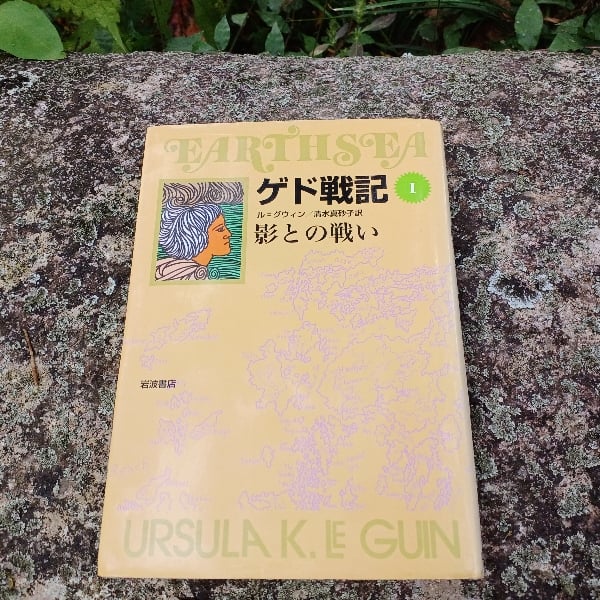 EARTHSEA
ゲド戦記 I
ル=グウィン/清水真砂子訳
影との戦い
岩波書店
URSULA K. LE GUIN